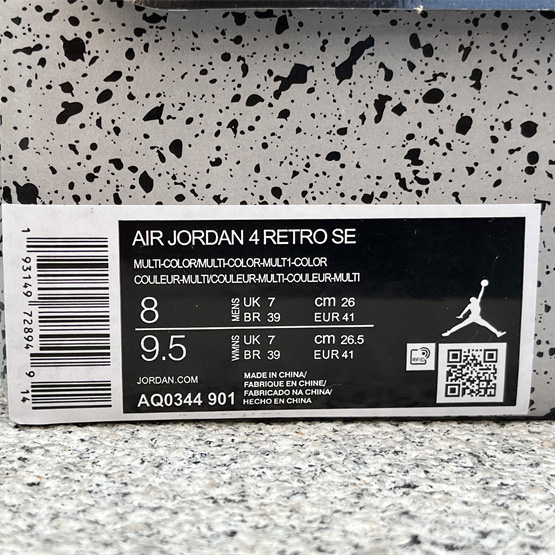 AIR JORDAN 4 RETRO SE
MULTI-COLOR/MULTI-COLOR-MULT1-COLOR
COULEUR-MULTI/COULEUR-MULTI-COULEUR-MULTI
8 MENS UK 7 cm 26
BR 39 EUR 41
9.5 WMNS UK 7 cm 26.5
BR 39 EUR 41
JORDAN.COM
AQ0344 901
MADE IN CHINA/
FABRIQUE EN CHINE/
FABRICADO NA CHINA/
HECHO EN CHINA
RFID
1 93149 72894 9 14